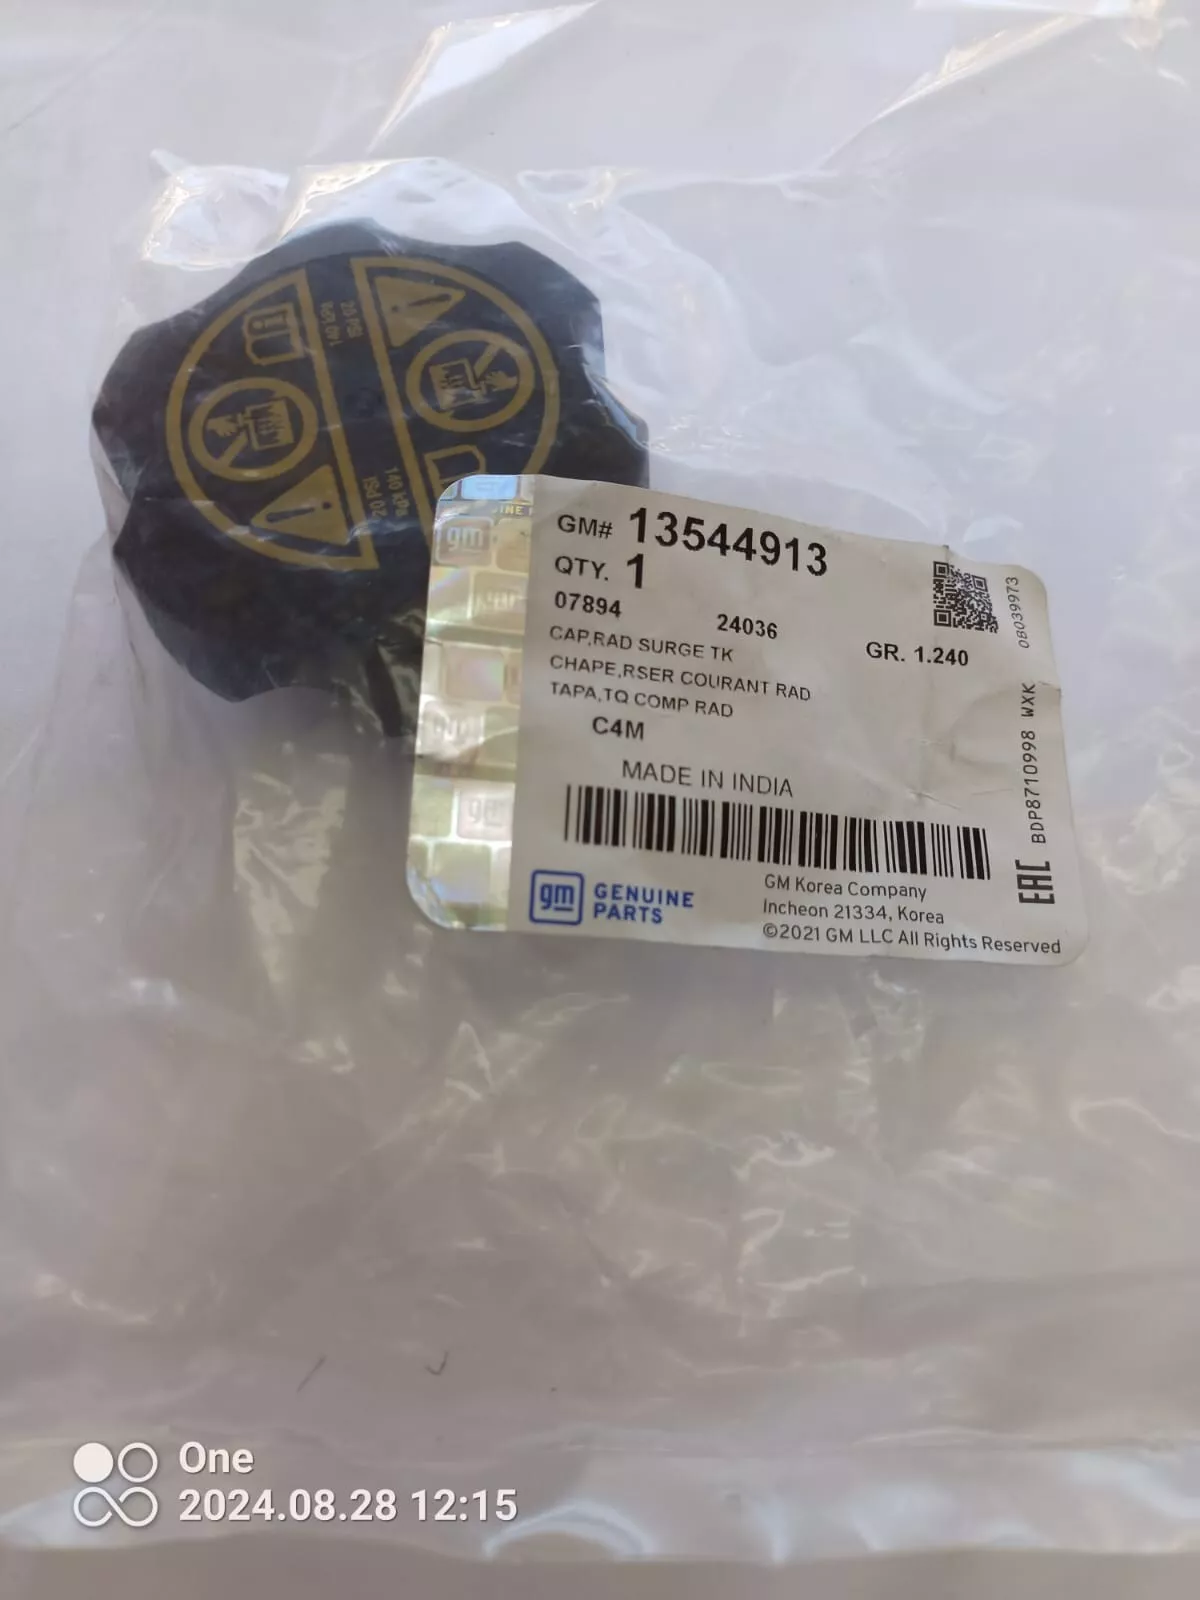 140 kPa
20 PSI
20 PSI
140 kPa
GM# 13544913
QTY. 1
07894 24036 GR. 1.240
CAP,RAD SURGE TK
CHAPE,RSER COURANT RAD
TAPA,TQ COMP RAD
C4M
MADE IN INDIA
08039973
BDP8710998 WXK
EAC
gm GENUINE
PARTS
GM Korea Company
Incheon 21334, Korea
©2021 GM LLC All Rights Reserved
gm
gm
One
2024.08.28 12:15